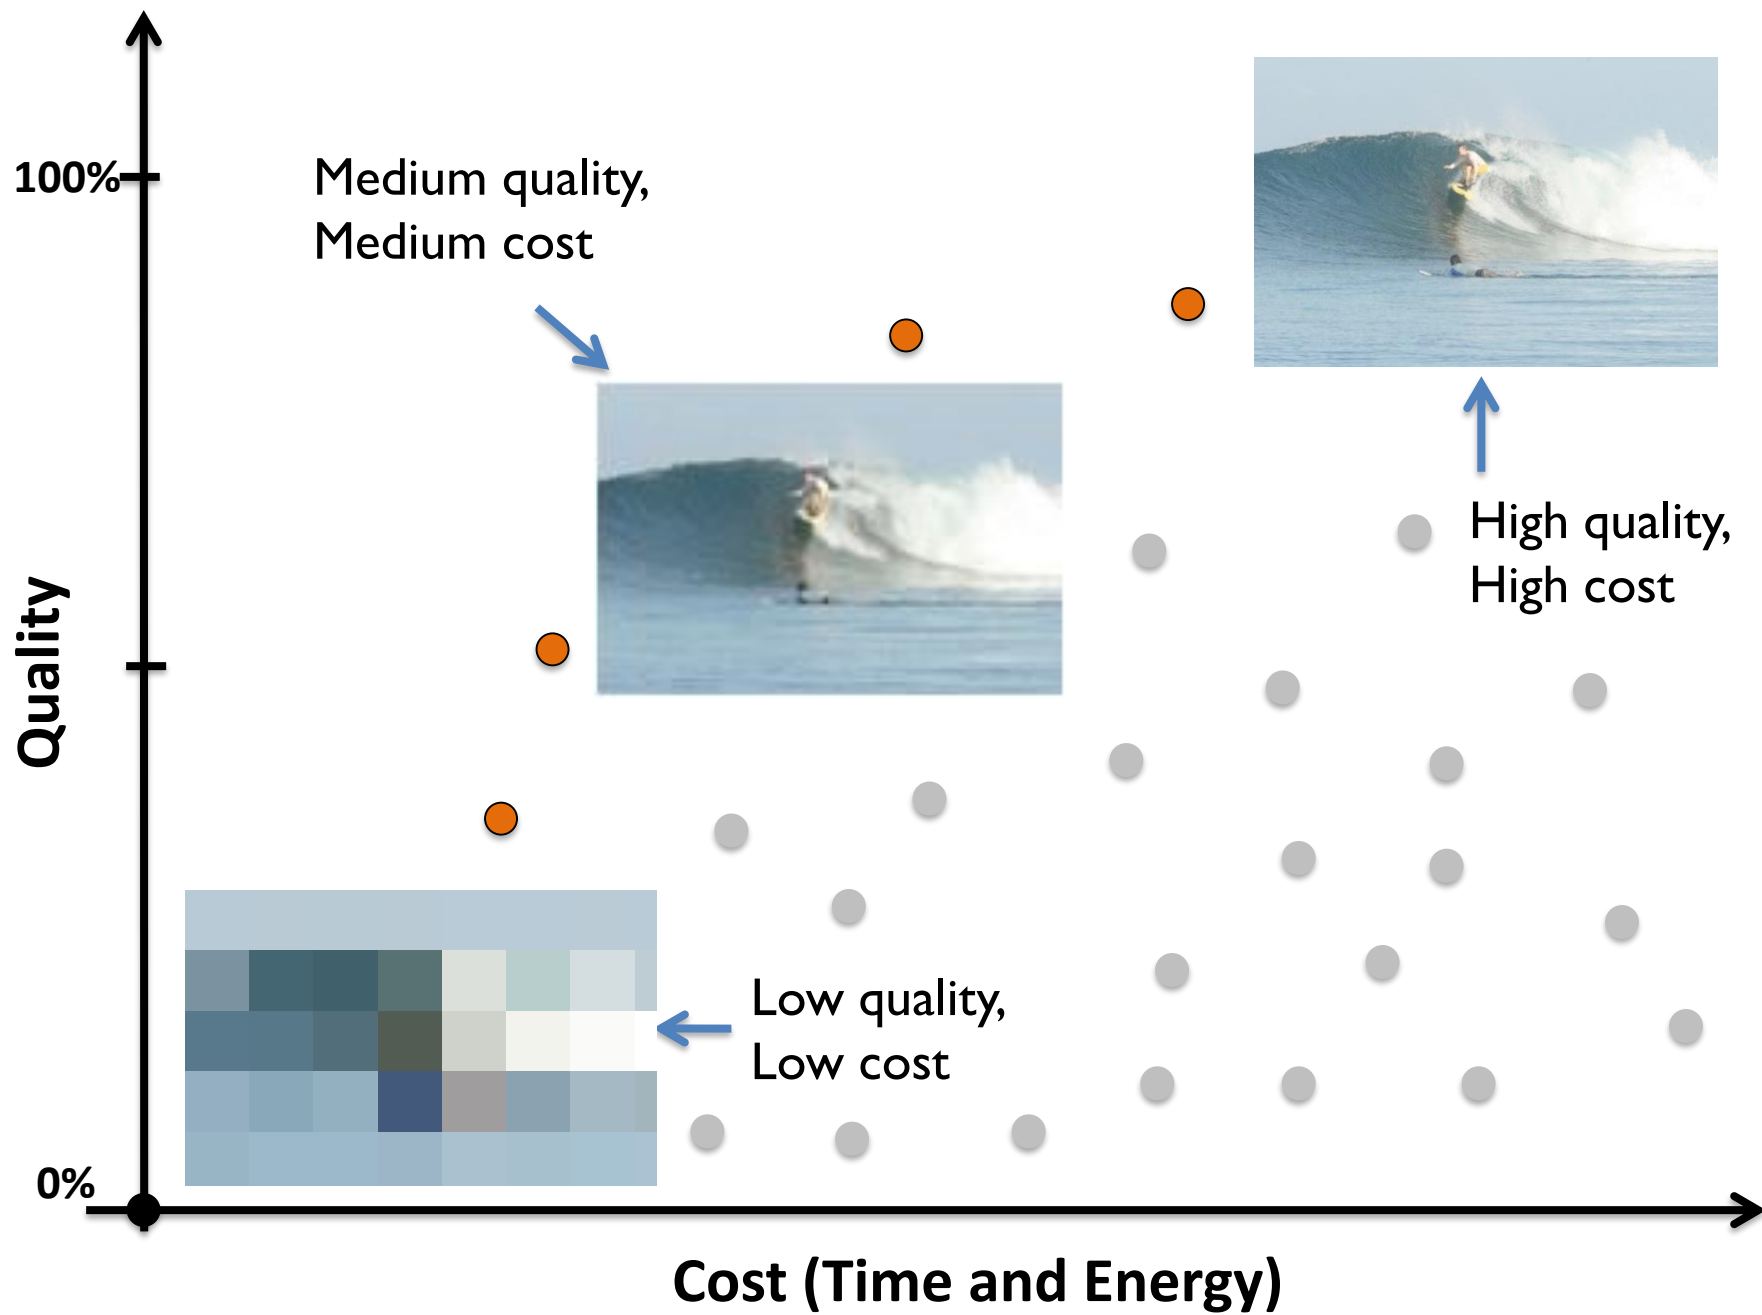 100%
Medium quality,
Medium cost
High quality,
High cost
Quality
Low quality,
Low cost
0%
Cost (Time and Energy)